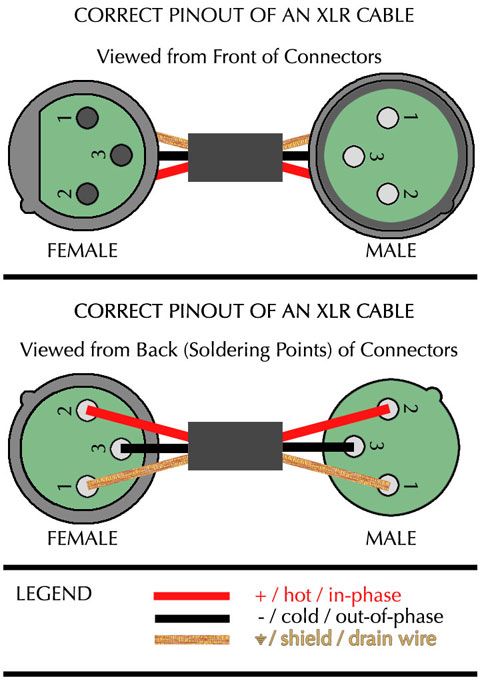 CORRECT PINOUT OF AN XLR CABLE
Viewed from Front of Connectors
1
3
2
1
3
2
FEMALE
MALE
CORRECT PINOUT OF AN XLR CABLE
Viewed from Back (Soldering Points) of Connectors
2
3
1
2
3
1
FEMALE
MALE
LEGEND
+ / hot / in-phase
- / cold / out-of-phase
⏚ / shield / drain wire